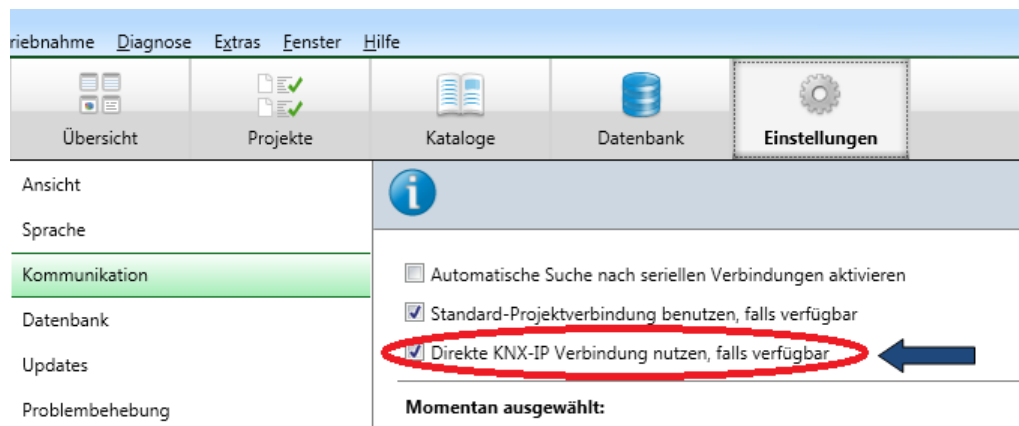 riebnahme Diagnose Extras Fenster Hilfe
Übersicht Projekte Kataloge Datenbank Einstellungen
Ansicht
Sprache
Kommunikation
Datenbank
Updates
Problembehebung
Automatische Suche nach seriellen Verbindungen aktivieren
Standard-Projektverbindung benutzen, falls verfügbar
Direkte KNX-IP Verbindung nutzen, falls verfügbar
Momentan ausgewählt: